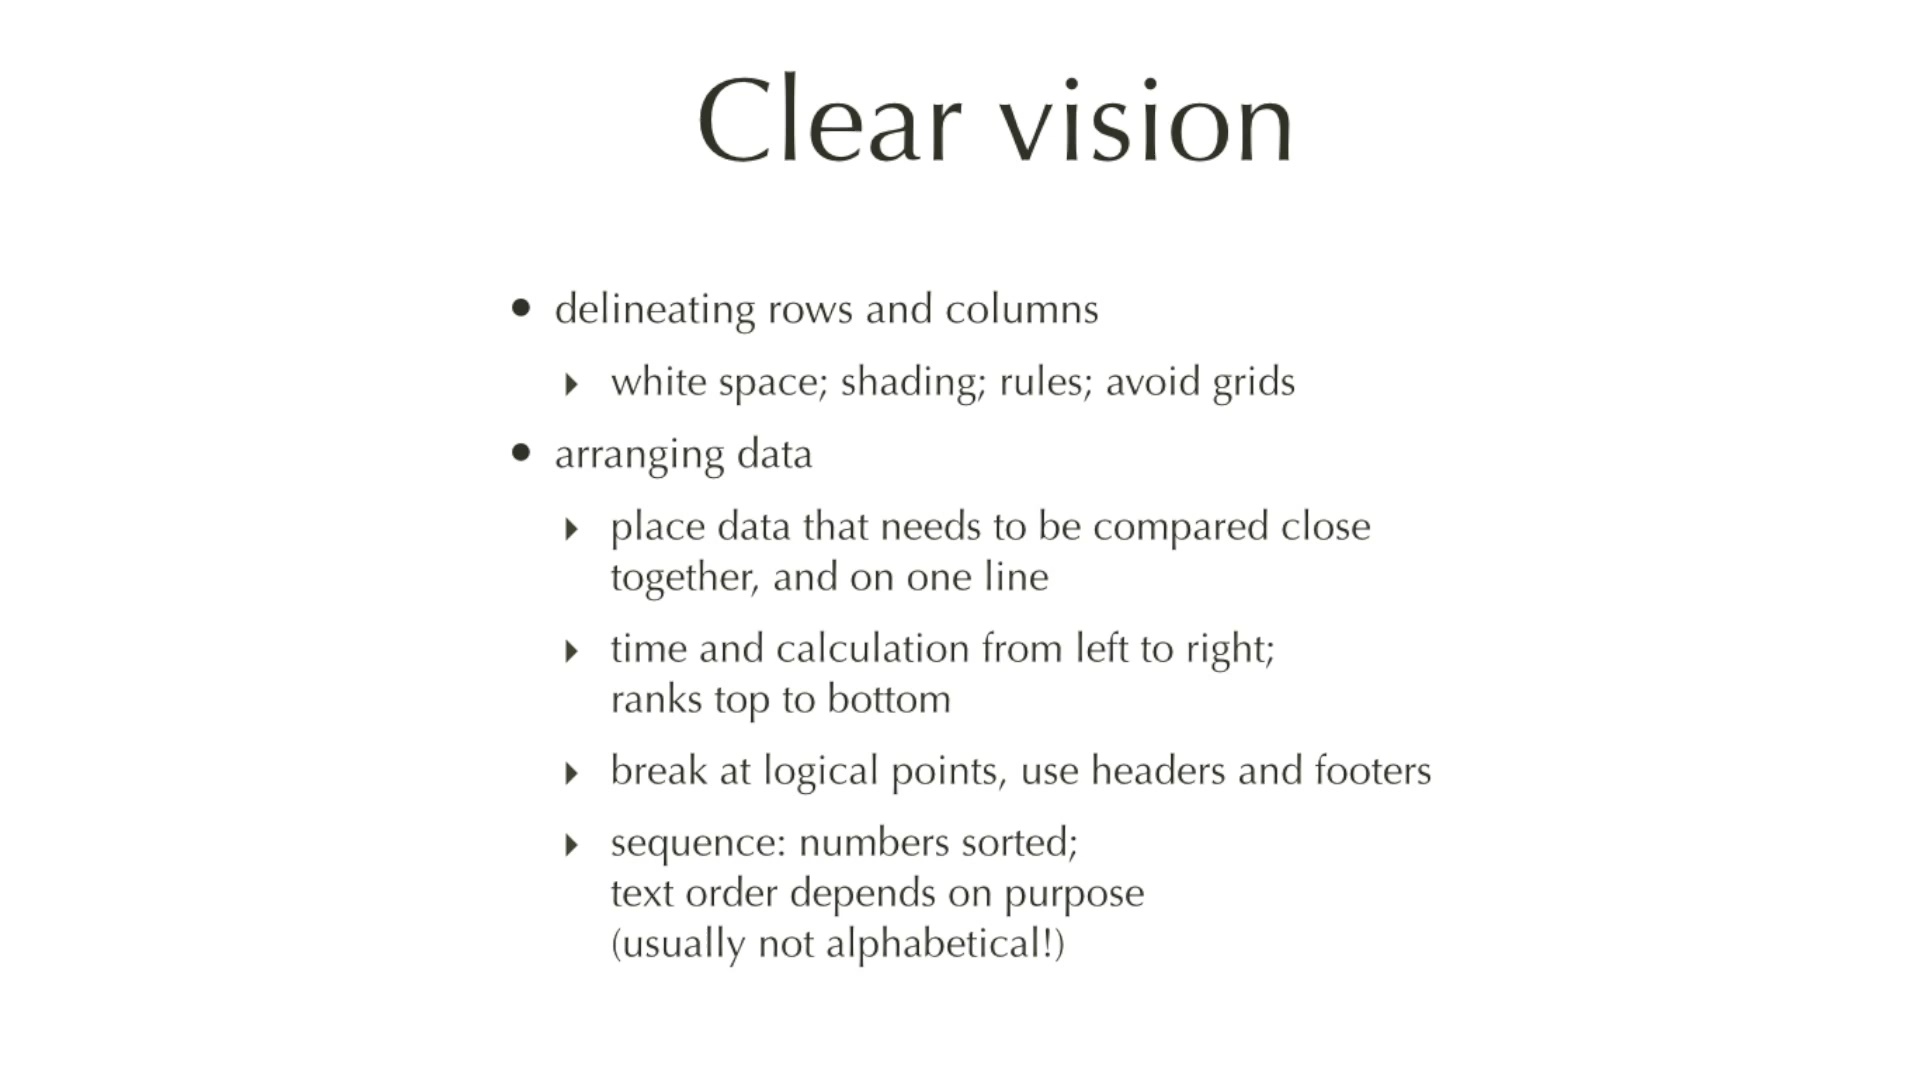 Clear vision
• delineating rows and columns
‣ white space; shading; rules; avoid grids
• arranging data
‣ place data that needs to be compared close
together, and on one line
‣ time and calculation from left to right;
ranks top to bottom
‣ break at logical points, use headers and footers
‣ sequence: numbers sorted;
text order depends on purpose
(usually not alphabetical!)